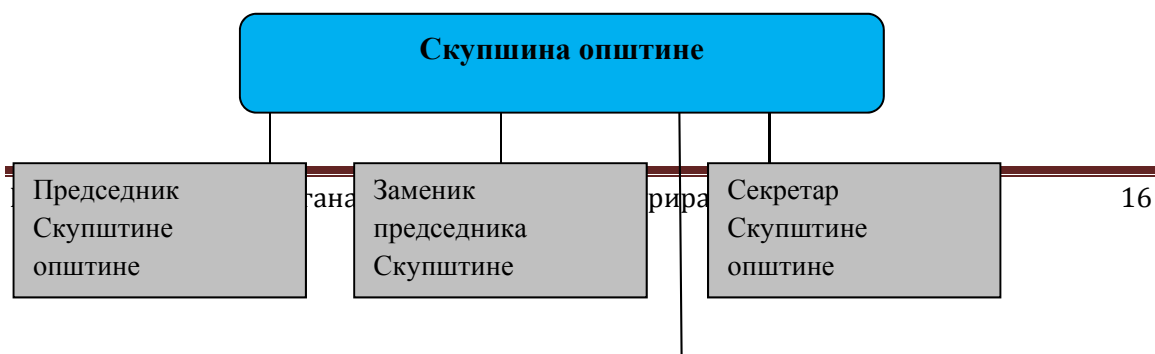 Скупшина општине
Председник
Скупштине
општине
Заменик
председника
Скупштине
Секретар
Скупштине
општине
16